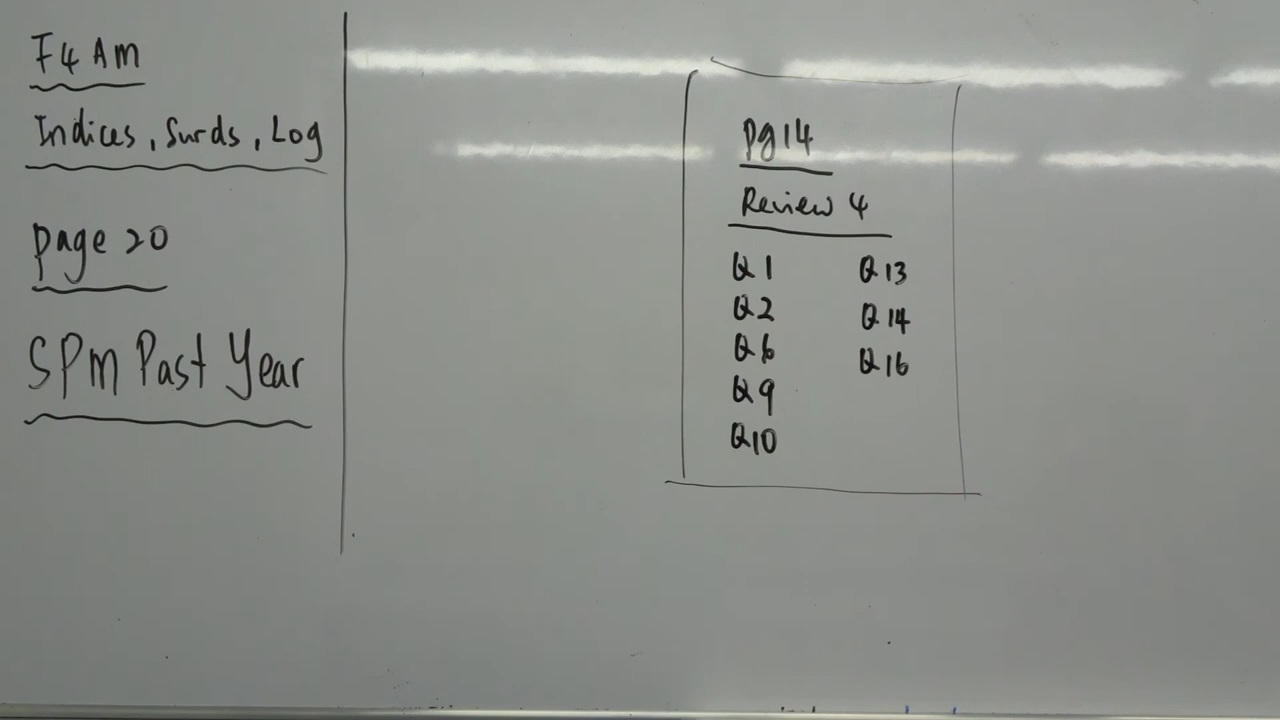 F4 Am
Indices, Surds, Log
page 20
SPM Past Year
pg14
Review 4
Q1
Q2
Q6
Q9
Q10
Q13
Q14
Q16